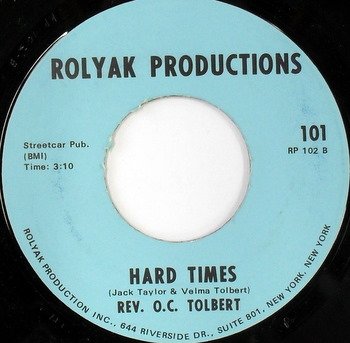 ROLYAK PRODUCTIONS
Streetcar Pub.
(BMI)
Time: 3:10
101
RP 102 B
HARD TIMES
(Jack Taylor & Velma Tolbert)
REV. O.C. TOLBERT
ROLYAK PRODUCTION INC., 644 RIVERSIDE DR., SUITE 801, NEW YORK, NEW YORK